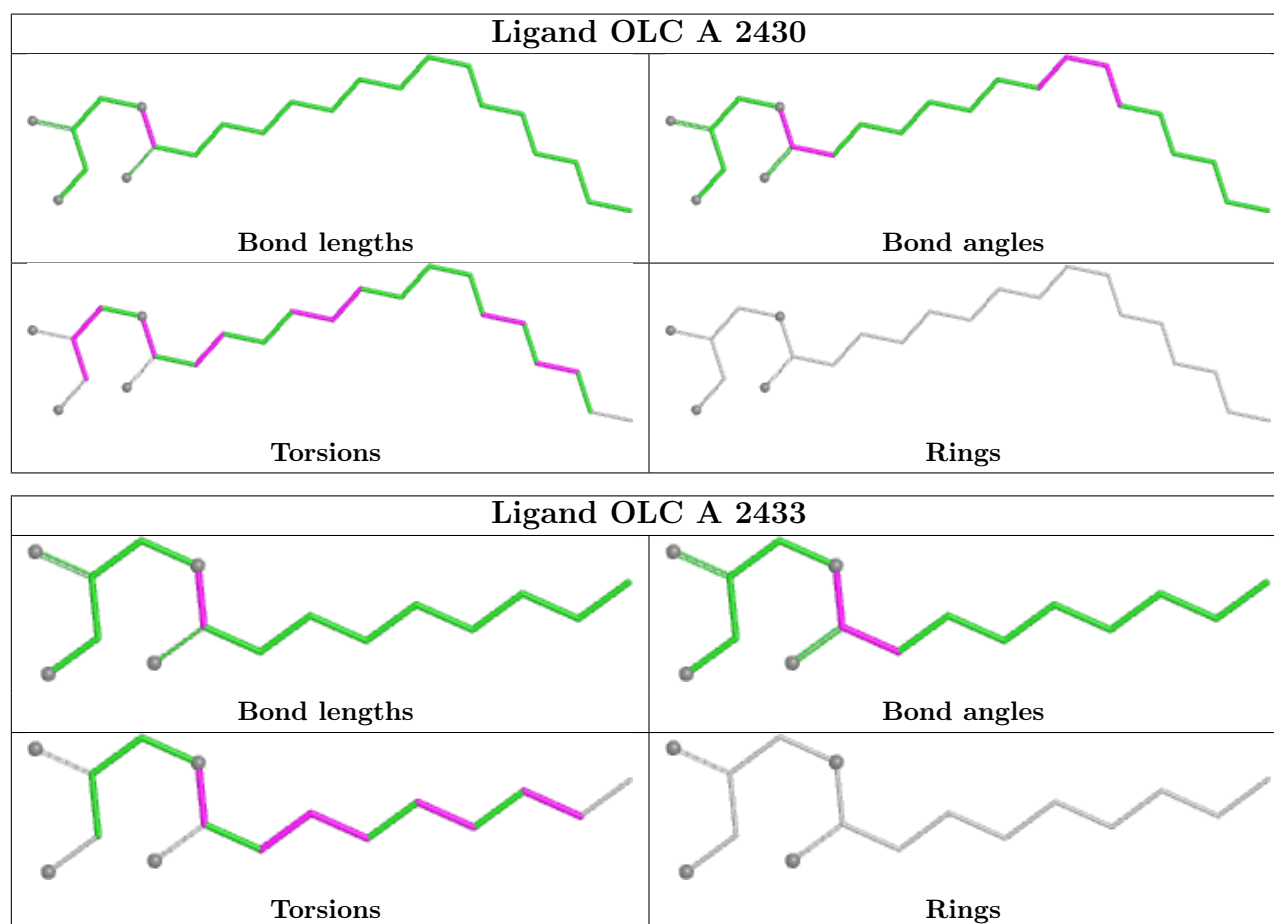 Ligand OLC A 2430
Bond lengths
Bond angles
Torsions
Rings
Ligand OLC A 2433
Bond lengths
Bond angles
Torsions
Rings